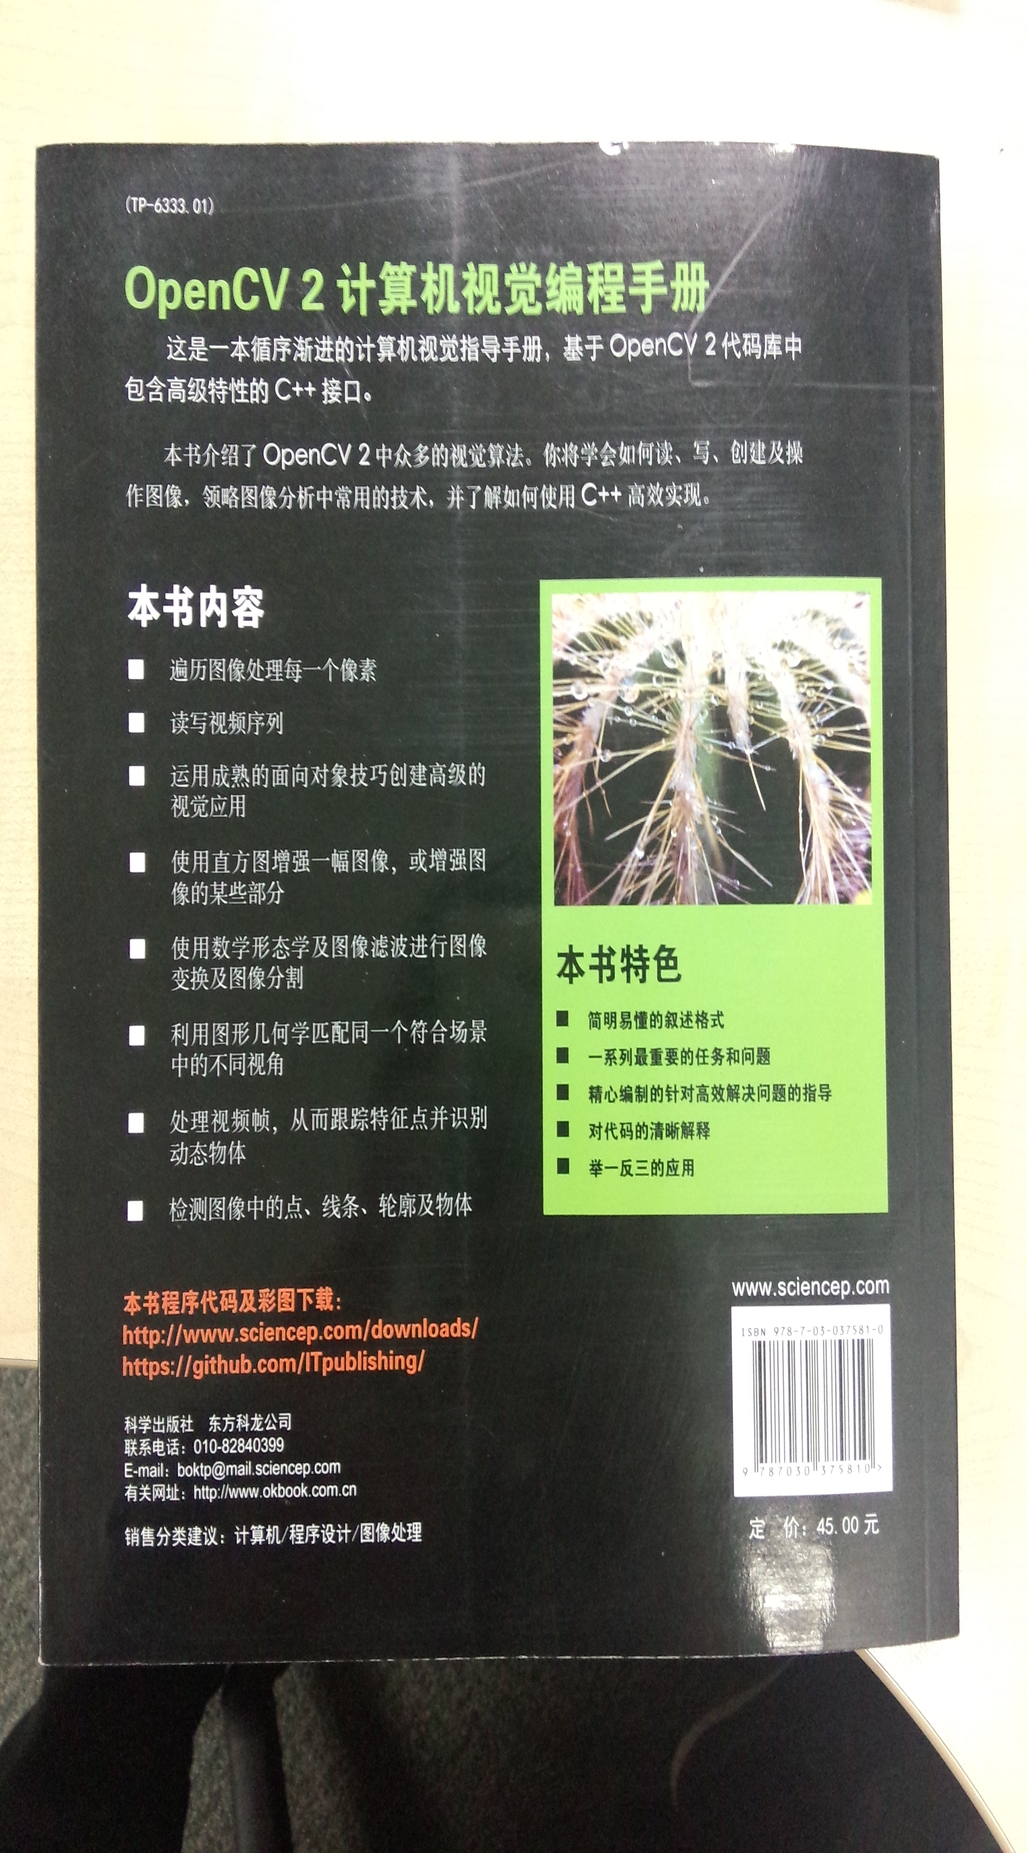 (TP-6333.01)
OpenCV 2 计算机视觉编程手册
这是一本循序渐进的计算机视觉指导手册，基于 OpenCV 2 代码库中
包含高级特性的 C++ 接口。
本书介绍了 OpenCV 2 中众多的视觉算法。你将学会如何读、写、创建及操
作图像，领略图像分析中常用的技术，并了解如何使用 C++ 高效实现。
本书内容
■ 遍历图像处理每一个像素
■ 读写视频序列
■ 运用成熟的面向对象技巧创建高级的
视觉应用
■ 使用直方图增强一幅图像，或增强图
像的某些部分
■ 使用数学形态学及图像滤波进行图像
变换及图像分割
■ 利用图形几何学匹配同一个符合场景
中的不同视角
■ 处理视频帧，从而跟踪特征点并识别
动态物体
■ 检测图像中的点、线条、轮廓及物体
本书特色
■ 简明易懂的叙述格式
■ 一系列最重要的任务和问题
■ 精心编制的针对高效解决问题的指导
■ 对代码的清晰解释
■ 举一反三的应用
本书程序代码及彩图下载：
http://www.sciencep.com/downloads/
https://github.com/ITpublishing/
科学出版社 东方科龙公司
联系电话：010-82840399
E-mail：boktp@mail.sciencep.com
有关网址：http://www.okbook.com.cn
销售分类建议：计算机/程序设计/图像处理
www.sciencep.com
ISBN 978-7-03-037581-0
9 787030 375810 >
定 价：45.00 元